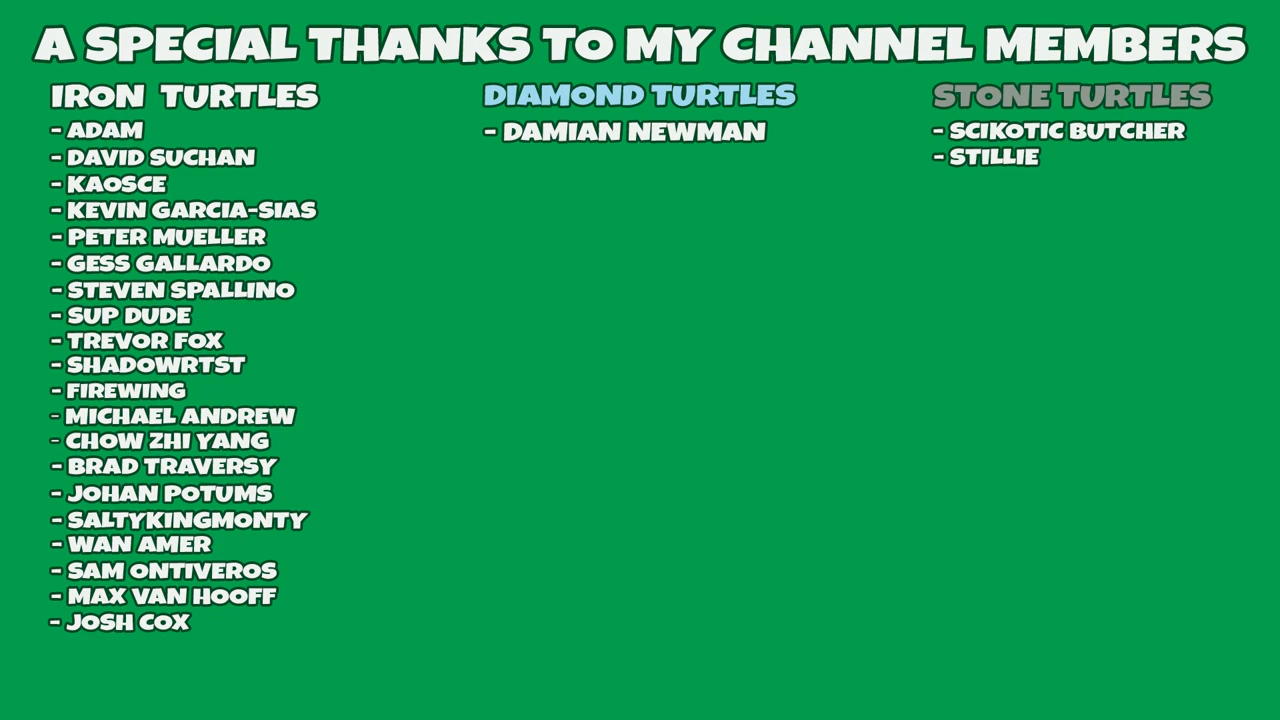 A SPECIAL THANKS TO MY CHANNEL MEMBERS
IRON TURTLES
- ADAM
- DAVID SUCHAN
- KAOSCE
- KEVIN GARCIA-SIAS
- PETER MUELLER
- GESS GALLARDO
- STEVEN SPALLINO
- SUP DUDE
- TREVOR FOX
- SHADOWRTST
- FIREWING
- MICHAEL ANDREW
- CHOW ZHI YANG
- BRAD TRAVERSY
- JOHAN POTUMS
- SALTYKINGMONTY
- WAN AMER
- SAM ONTIVEROS
- MAX VAN HOOFF
- JOSH COX
DIAMOND TURTLES
- DAMIAN NEWMAN
STONE TURTLES
- SCIKOTIC BUTCHER
- STILLIE